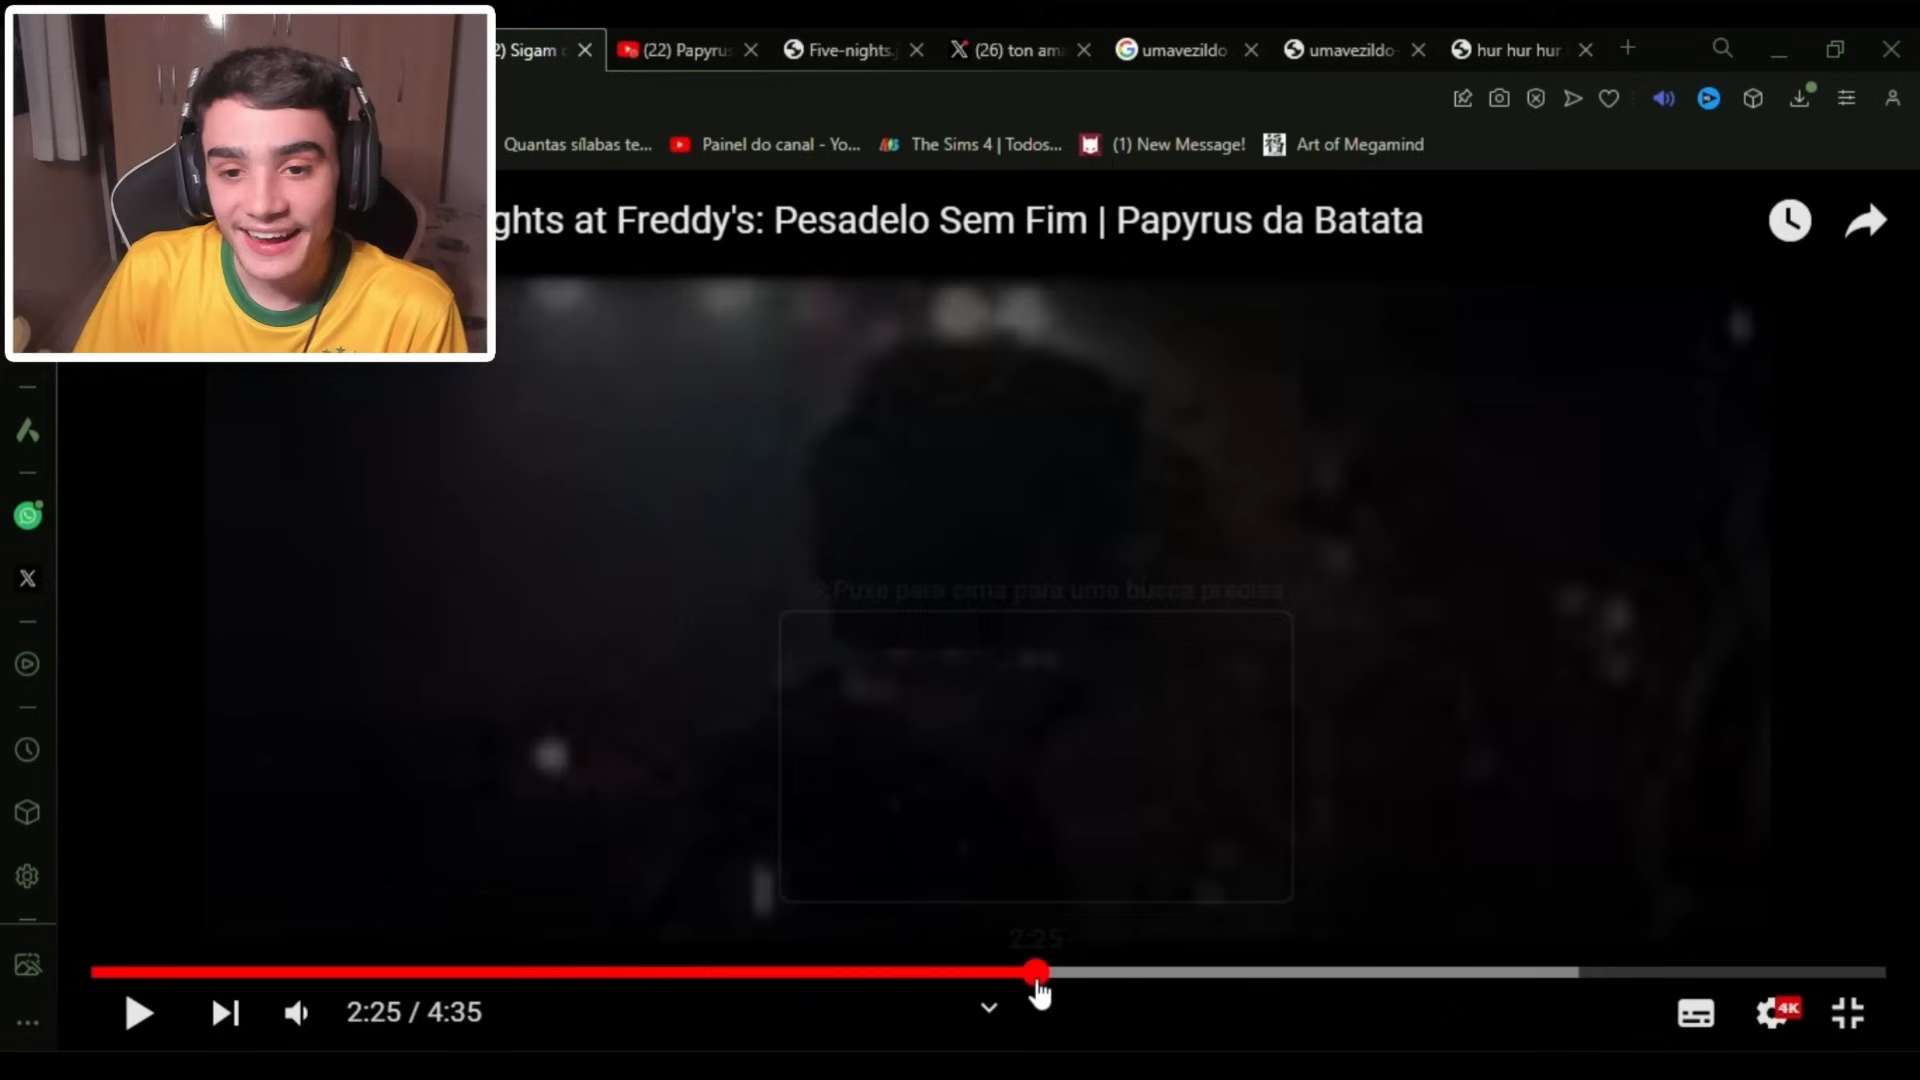 2) Sigam
(22) Papyrus
Five-nights.
(26) ton am
umavezildo
umavezildo
hur hur hur
Quantas sílabas te...
Painel do canal - Yo...
The Sims 4 | Todos...
(1) New Message!
Art of Megamind
ghts at Freddy's: Pesadelo Sem Fim | Papyrus da Batata
Puxe para cima para uma busca precisa
2:25
2:25 / 4:35
4K